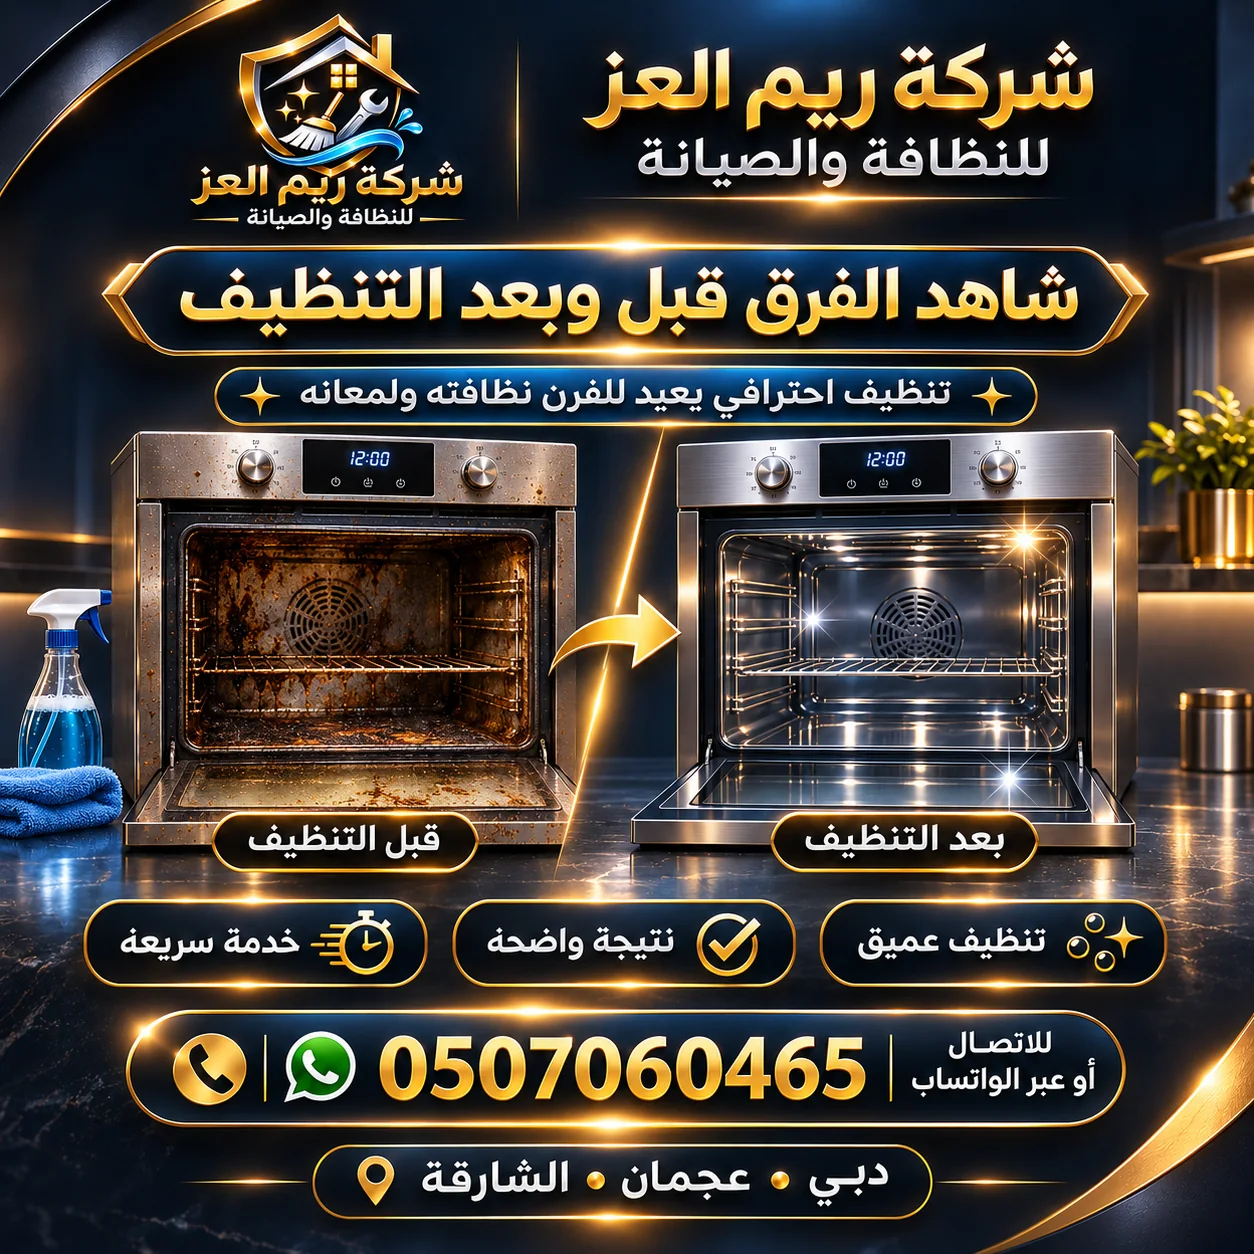 شركة ريم العز
للنظافة والصيانة
شركة ريم العز
للنظافة والصيانة
شاهد الفرق قبل وبعد التنظيف
تنظيف احترافي يعيد للفرن نظافته ولمعانه
12:00
12:00
قبل التنظيف
بعد التنظيف
تنظيف عميق
نتيجة واضحة
خدمة سريعة
للاتصال
أو عبر الواتساب
0507060465
دبي • عجمان • الشارقة